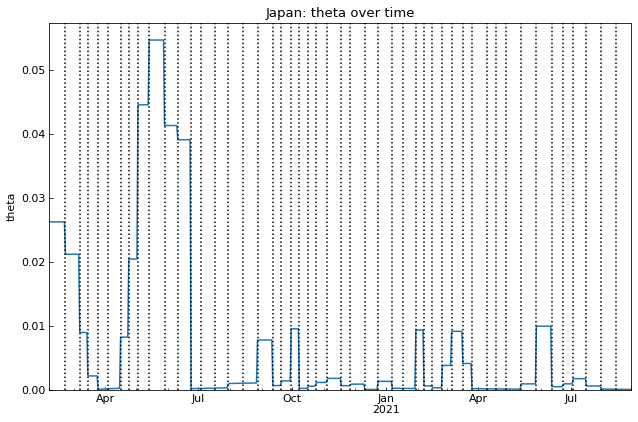 Japan: theta over time
0.05
0.04
0.03
0.02
0.01
0.00
theta
Apr
Jul
Oct
Jan
2021
Apr
Jul